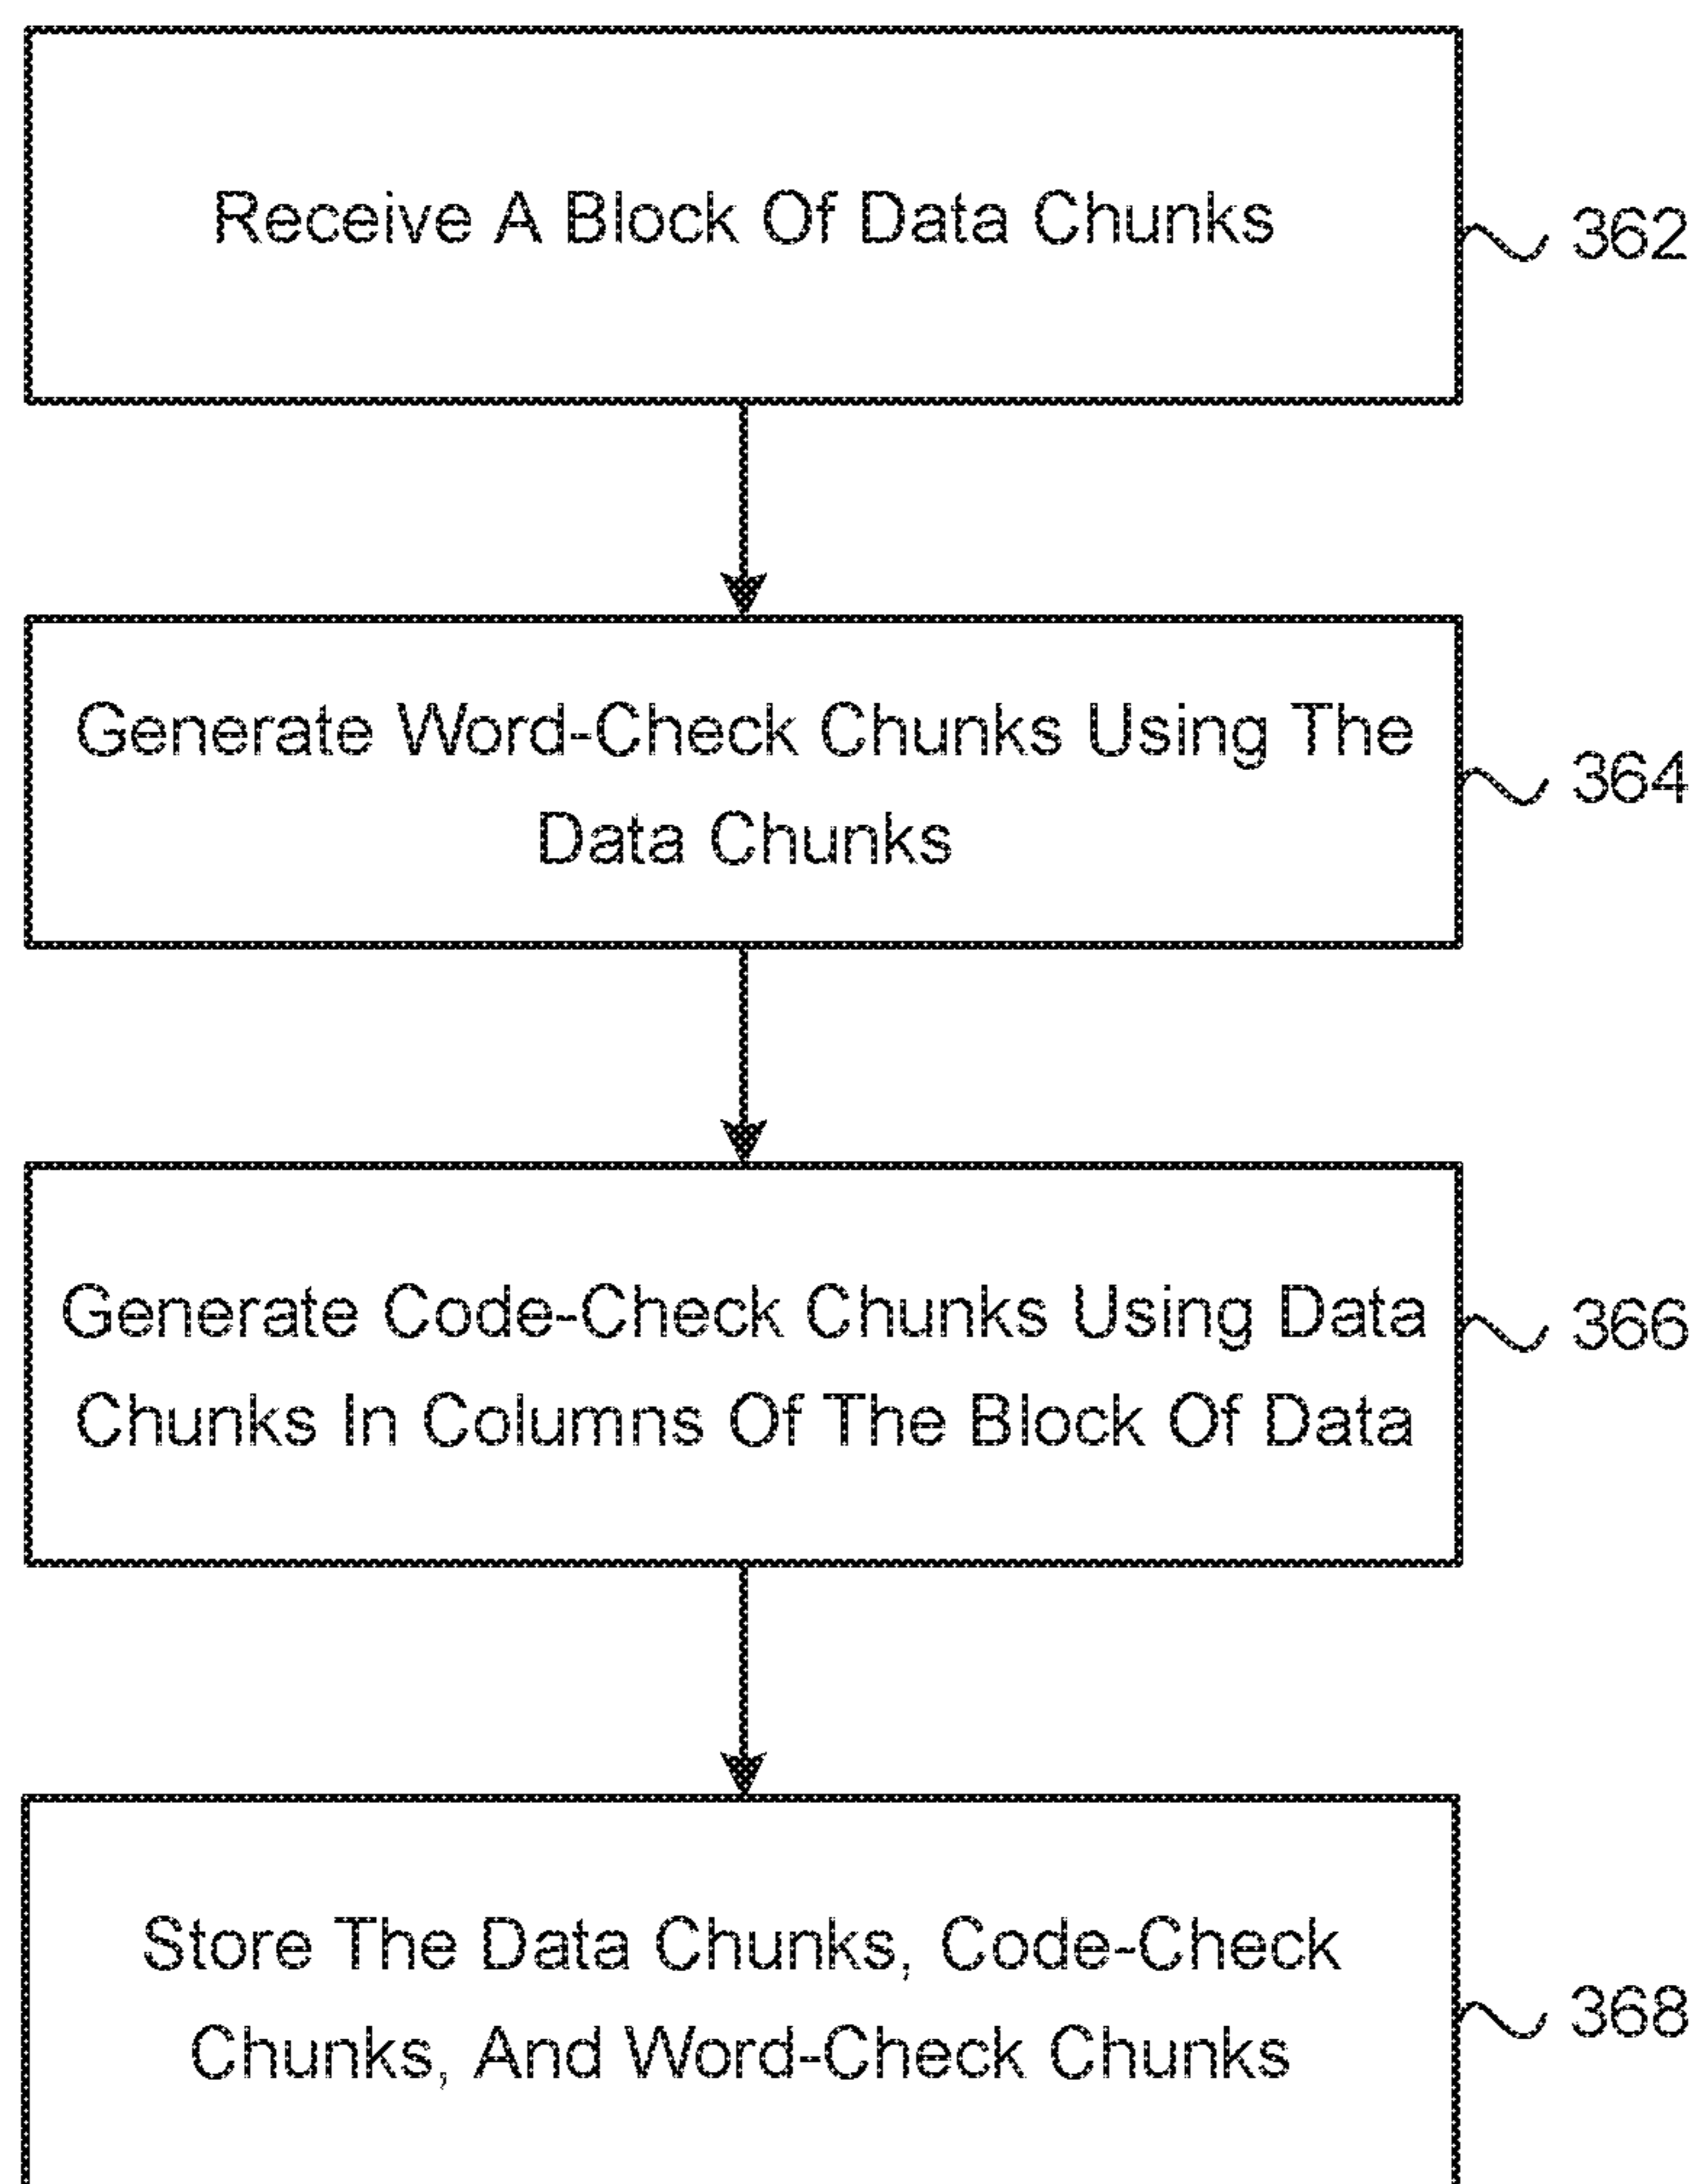 Receive A Block Of Data Chunks
362
Generate Word-Check Chunks Using The
Data Chunks
364
Generate Code-Check Chunks Using Data
Chunks In Columns Of The Block Of Data
366
Store The Data Chunks, Code-Check
Chunks, And Word-Check Chunks
368